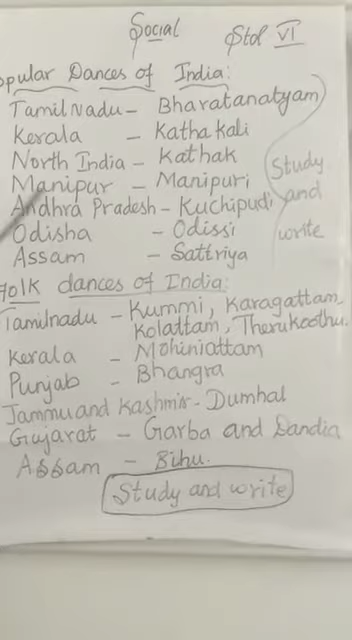 Social Std VI
opular Dances of India:
Tamilnadu - Bharatanatyam
Kerala - Kathakali
North India - Kathak
Manipur - Manipuri
Andhra Pradesh - Kuchipudi
Odisha - Odissi
Assam - Sattriya
Study and write
Folk dances of India:
Tamilnadu - Kummi, Karagattam
Kolattam, Therukoothu.
Kerala - Mohiniattam
Punjab - Bhangra
Jammu and Kashmir - Dumhal
Gujarat - Garba and Dandia
Assam - Bihu.
Study and write